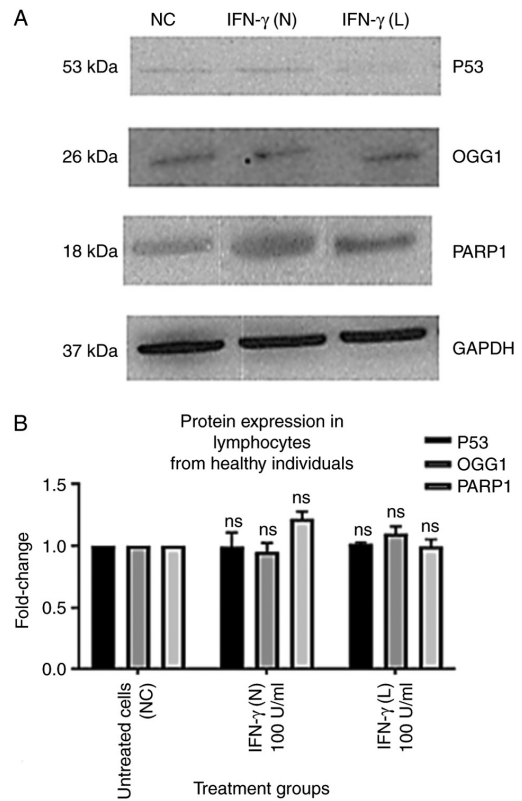 A
NC IFN-γ (N) IFN-γ (L)
53 kDa P53
26 kDa OGG1
18 kDa PARP1
37 kDa GAPDH
B
Protein expression in
lymphocytes
from healthy individuals
P53
OGG1
PARP1
1.5
1.0
0.5
0.0
Fold-change
ns ns ns
ns ns ns
Untreated cells
(NC)
IFN-γ (N)
100 U/ml
IFN-γ (L)
100 U/ml
Treatment groups